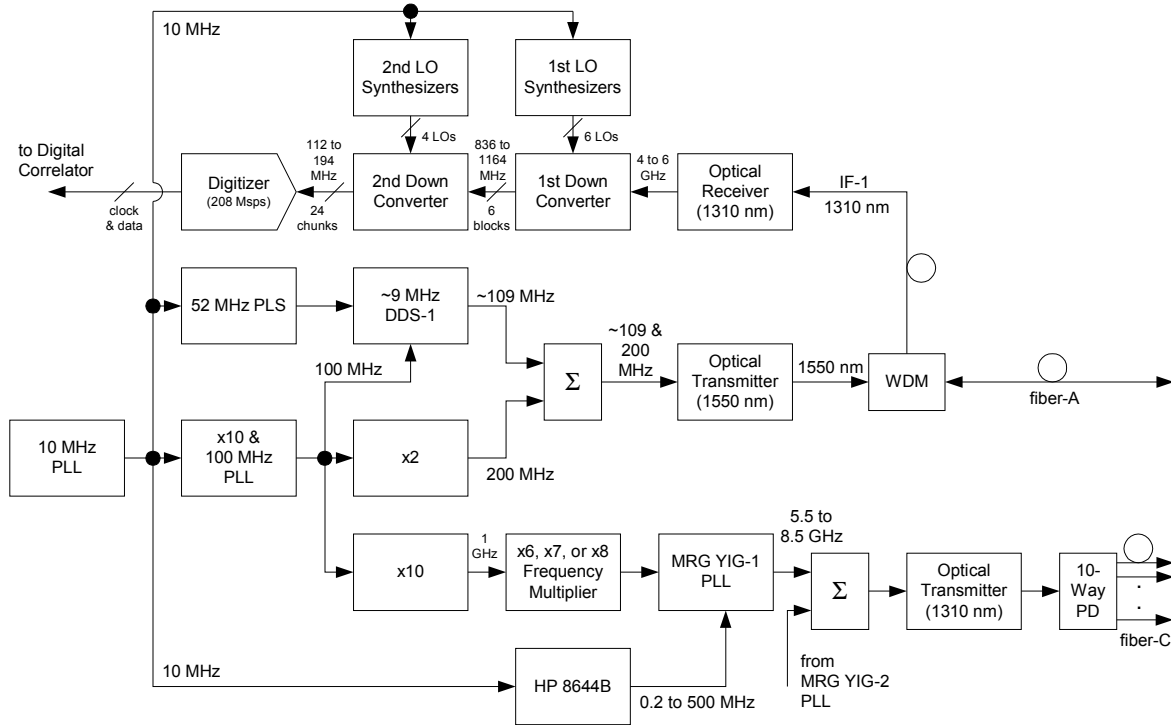 10 MHz
2nd LO
Synthesizers
1st LO
Synthesizers
4 LOs
6 LOs
to Digital
Correlator
clock
& data
Digitizer
(208 Msps)
112 to
194
MHz
24
chunks
2nd Down
Converter
836 to
1164
MHz
6
blocks
1st Down
Converter
4 to 6
GHz
Optical
Receiver
(1310 nm)
IF-1
1310 nm
52 MHz PLS
~9 MHz
DDS-1
~109 MHz
100 MHz
Σ
~109 &
200
MHz
Optical
Transmitter
(1550 nm)
1550 nm
WDM
fiber-A
10 MHz
PLL
x10 &
100 MHz
PLL
x2
200 MHz
x10
1
GHz
x6, x7, or x8
Frequency
Multiplier
MRG YIG-1
PLL
5.5 to
8.5 GHz
Σ
Optical
Transmitter
(1310 nm)
10-
Way
PD
.
.
fiber-C
from
MRG YIG-2
PLL
10 MHz
HP 8644B
0.2 to 500 MHz